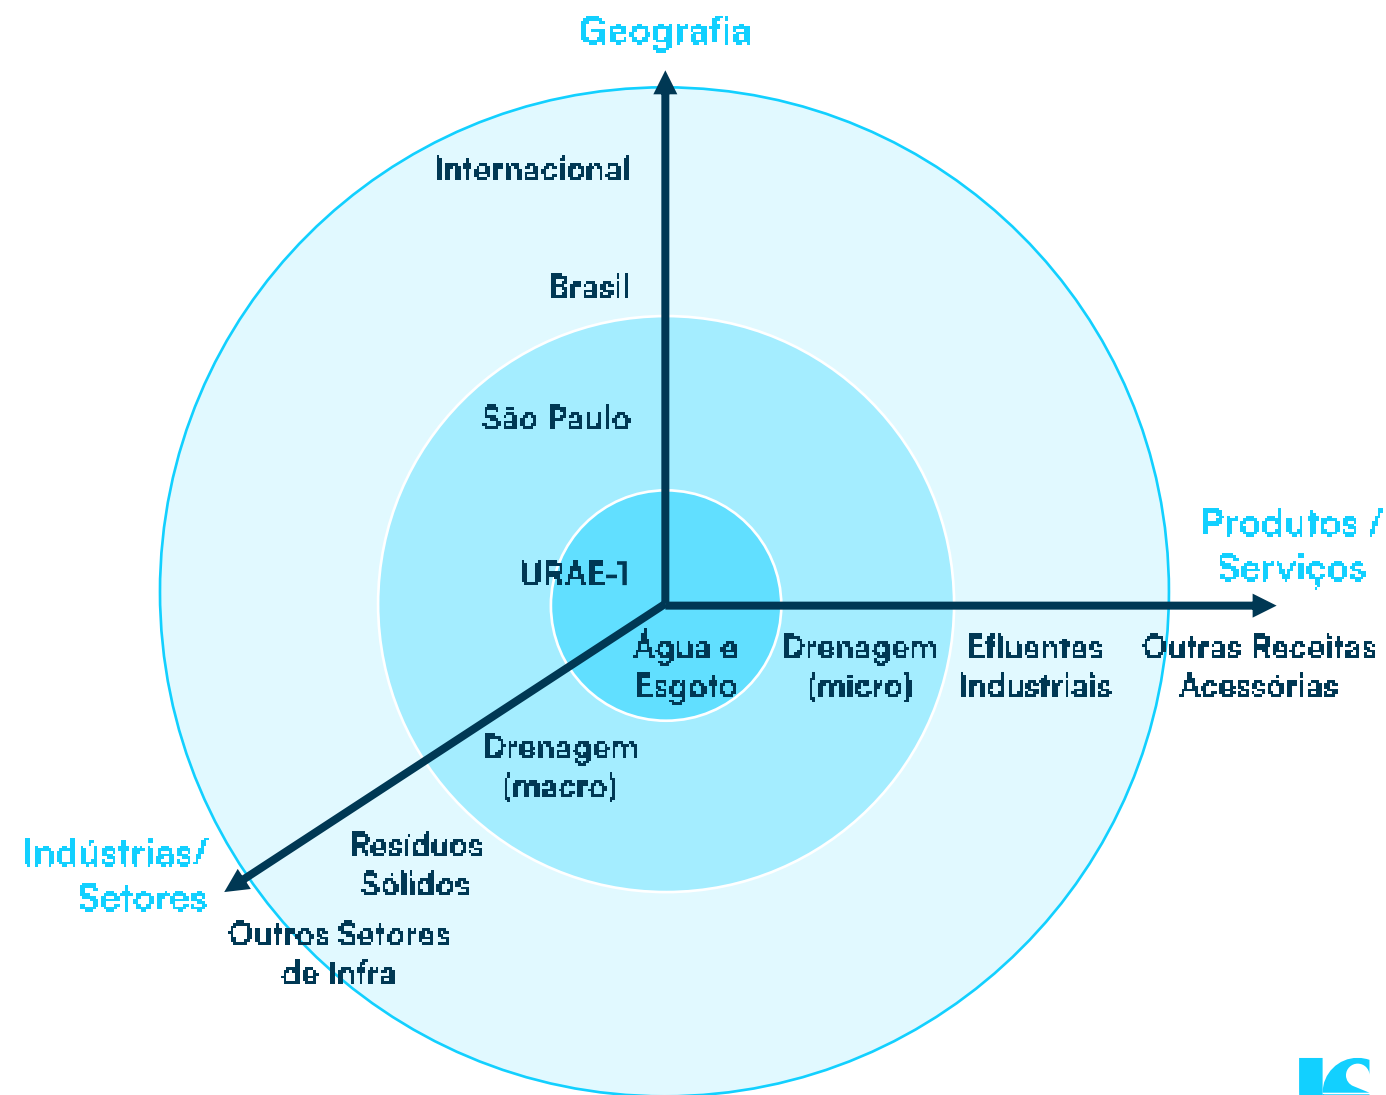 Geografia
Internacional
Brasil
São Paulo
URAE-1
Produtos /
Serviços
Água e
Esgoto
Drenagem
(micro)
Efluentes
Industriais
Outras Receitas
Acessórias
Drenagem
(macro)
Resíduos
Sólidos
Outros Setores
de Infra
Indústrias/
Setores